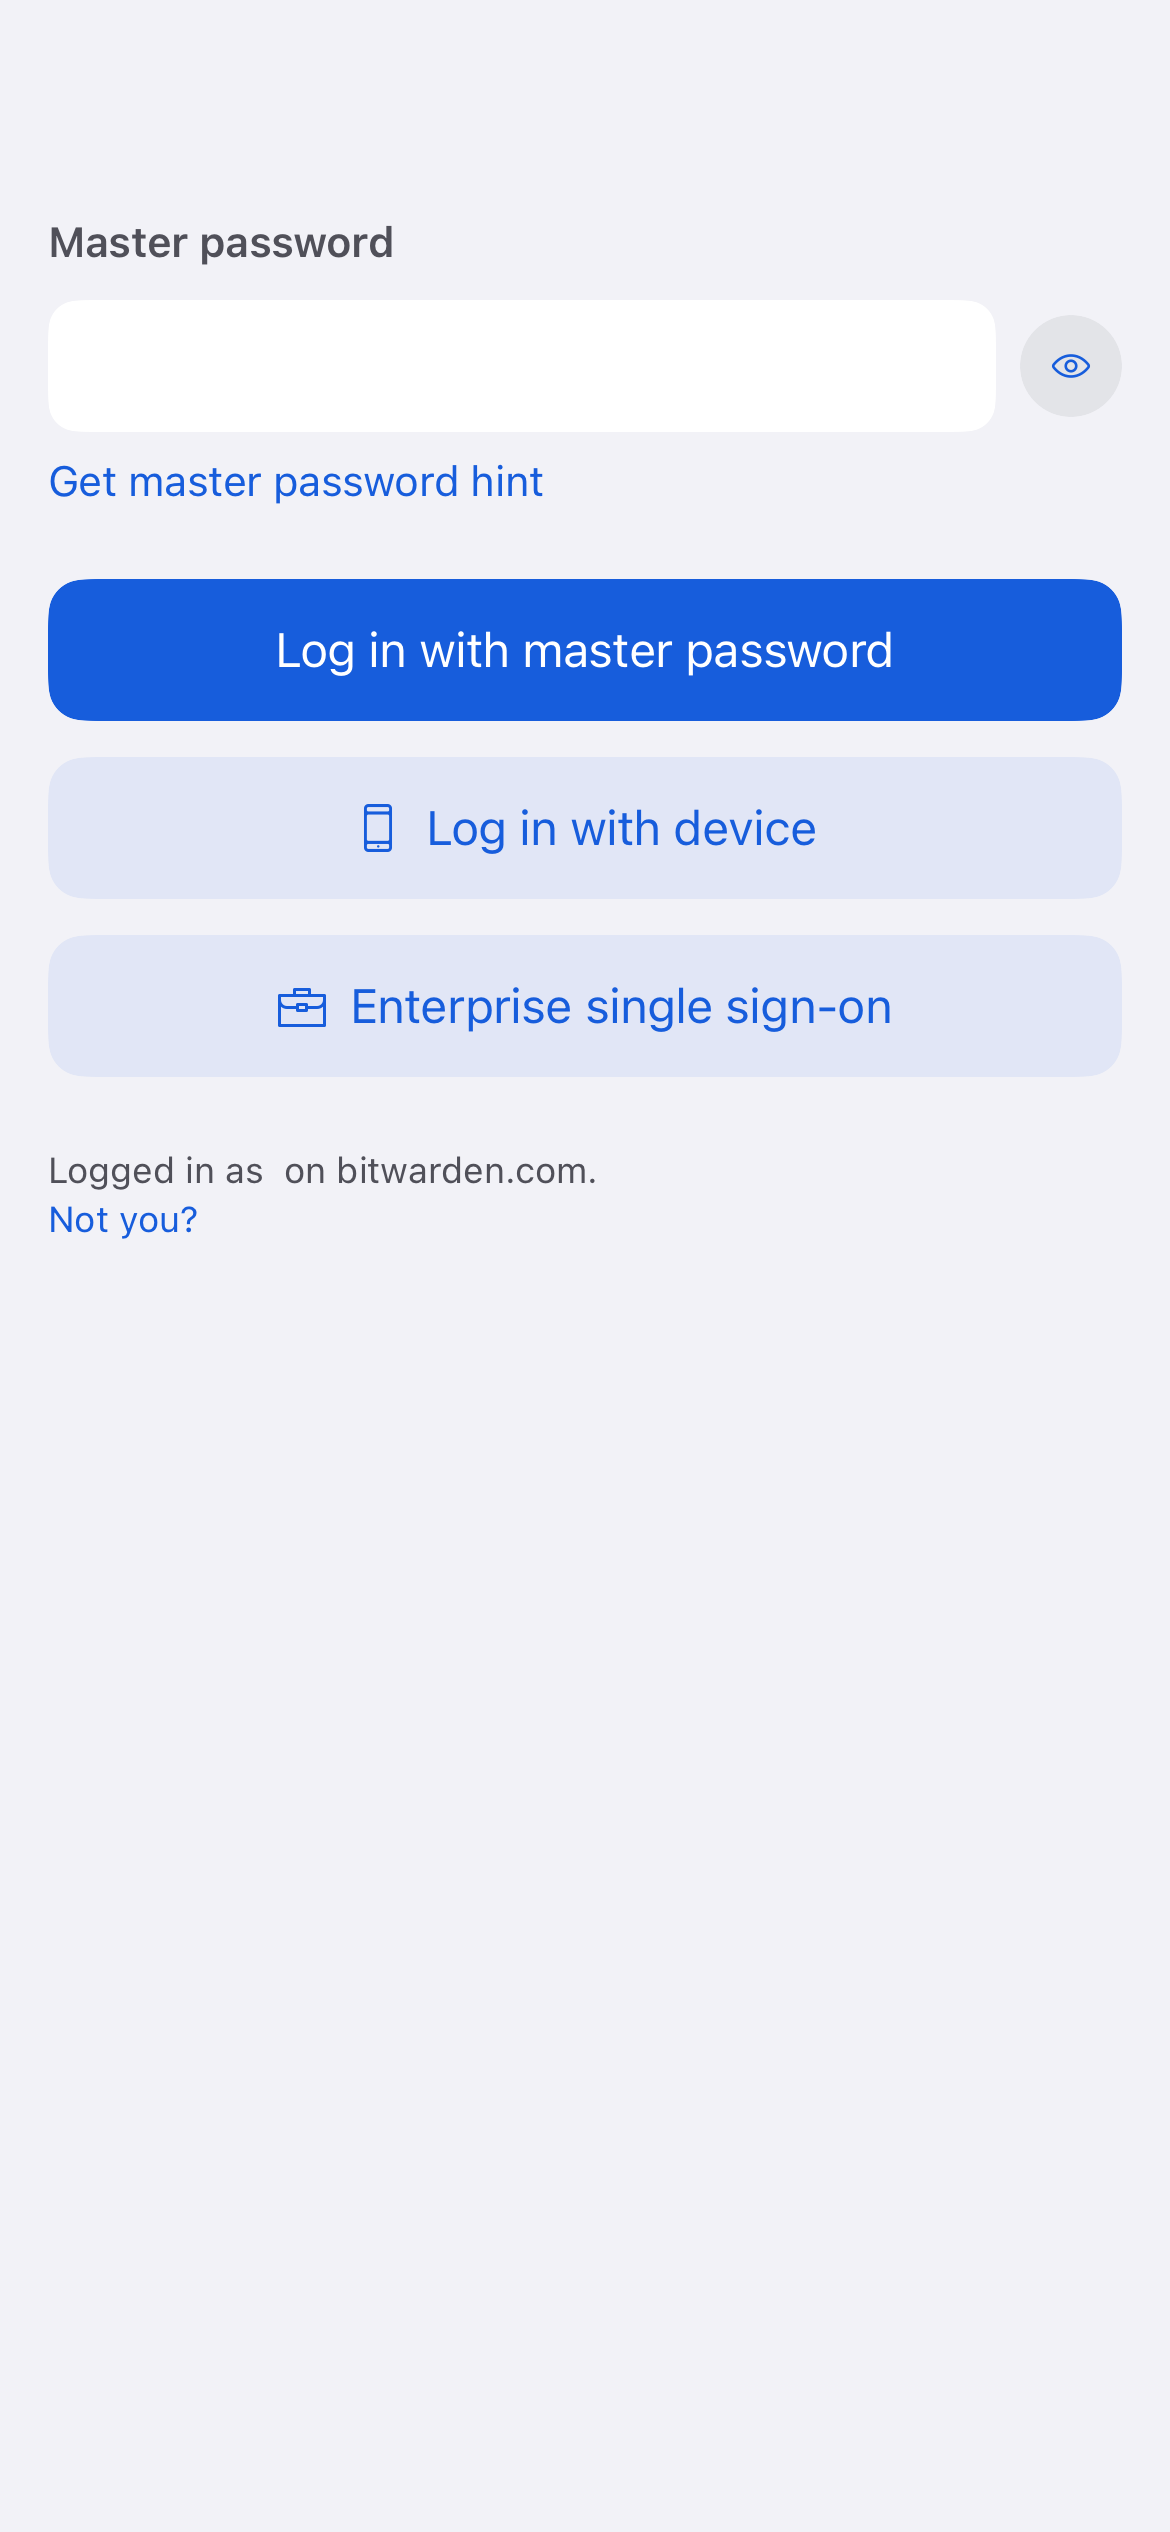 Master password
Get master password hint
Log in with master password
Log in with device
Enterprise single sign-on
Logged in as  on bitwarden.com.
Not you?